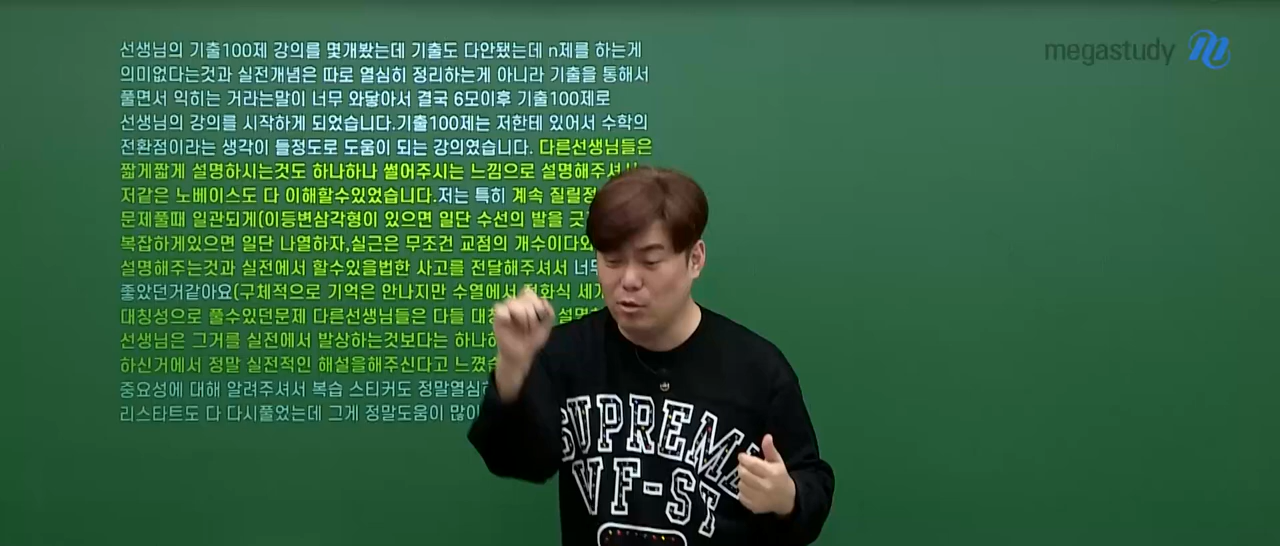 선생님의 기출100제 강의를 몇개봤는데 기출도 다안됐는데 n제를 하는게
의미없다는것과 실전개념은 따로 열심히 정리하는게 아니라 기출을 통해서
풀면서 익히는 거라는말이 너무 와닿아서 결국 6모이후 기출100제로
선생님의 강의를 시작하게 되었습니다.기출100제는 저한테 있어서 수학의
전환점이라는 생각이 들정도로 도움이 되는 강의였습니다. 다른선생님들은
짧게짧게 설명하시는것도 하나하나 썰어주시는 느낌으로 설명해주셔서
저같은 노베이스도 다 이해할수있었습니다.저는 특히 계속 질릴정
문제풀때 일관되게(이등변삼각형이 있으면 일단 수선의 발을 긋
복잡하게있으면 일단 나열하자,실근은 무조건 교점의 개수이다와
설명해주는것과 실전에서 할수있을법한 사고를 전달해주셔서 너무
좋았던거같아요(구체적으로 기억은 안나지만 수열에서 점화식 세개
대칭성으로 풀수있던문제 다른선생님들은 다들 대칭 설명
선생님은 그거를 실전에서 발상하는것보다는 하나하
하신거에서 정말 실전적인 해설을해주신다고 느꼈습
중요성에 대해 알려주셔서 복습 스티커도 정말열심히
리스타트도 다 다시풀었는데 그게 정말도움이 많이
megastudy
SUPREME
VF-ST